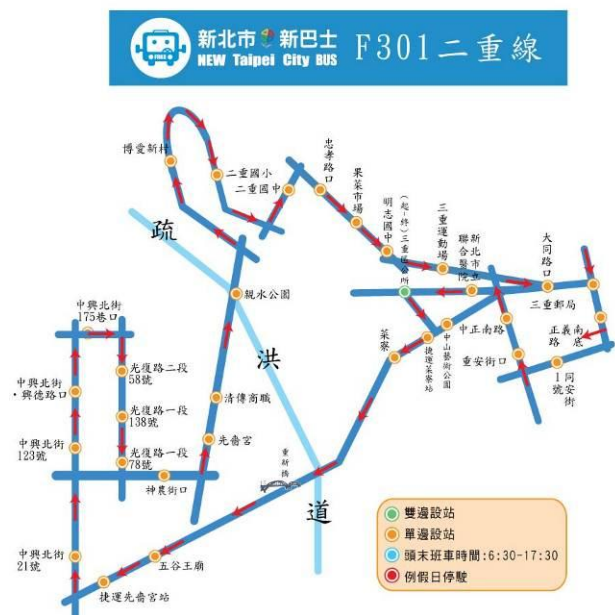 新北市新巴士
NEW Taipei City BUS
F301二重線
FREE
博愛新村
二重國小
二重國中
忠孝路口
果菜市場
明志國中
(起-終)三重區公所
三重運動場
新北市立
聯合醫院
大同路口
三重郵局
正義南路
底
同安街
1號
中正南路
重安街口
中山藝術公園
捷運菜寮站
菜寮
疏
洪
道
親水公園
清傳商職
先嗇宮
重新橋
中興北街
175巷口
光復路二段
58號
光復路一段
138號
光復路一段
78號
中興北街
・興德路口
中興北街
123號
神農街口
中興北街
21號
五谷王廟
捷運先嗇宮站
雙邊設站
單邊設站
頭末班車時間:6:30-17:30
例假日停駛